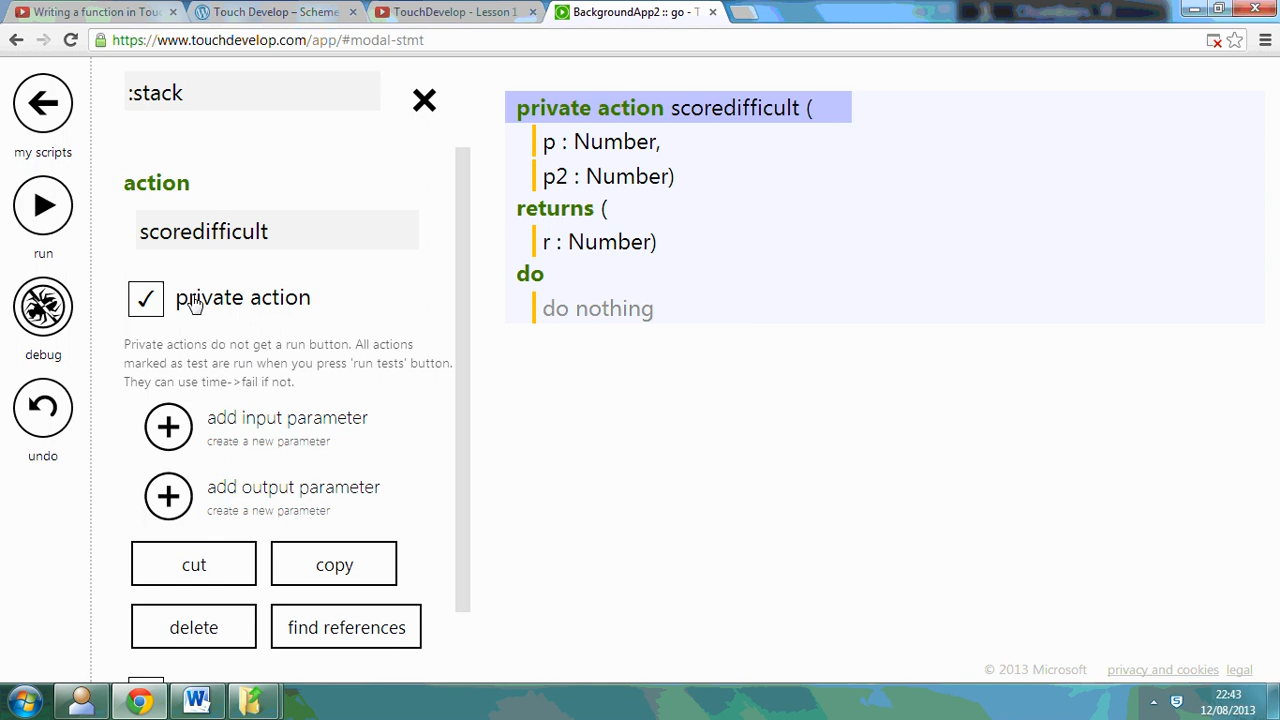 Writing a function in Touc
Touch Develop – Scheme
TouchDevelop - Lesson 1
BackgroundApp2 :: go - T
https://www.touchdevelop.com/app/#modal-stmt
my scripts
run
debug
undo
:stack
action
scoredifficult
✓ private action
Private actions do not get a run button. All actions
marked as test are run when you press 'run tests' button.
They can use time->fail if not.
add input parameter
create a new parameter
add output parameter
create a new parameter
cut
copy
delete
find references
private action scoredifficult (
p : Number,
p2 : Number)
returns (
r : Number)
do
do nothing
© 2013 Microsoft privacy and cookies legal
22:43
12/08/2013